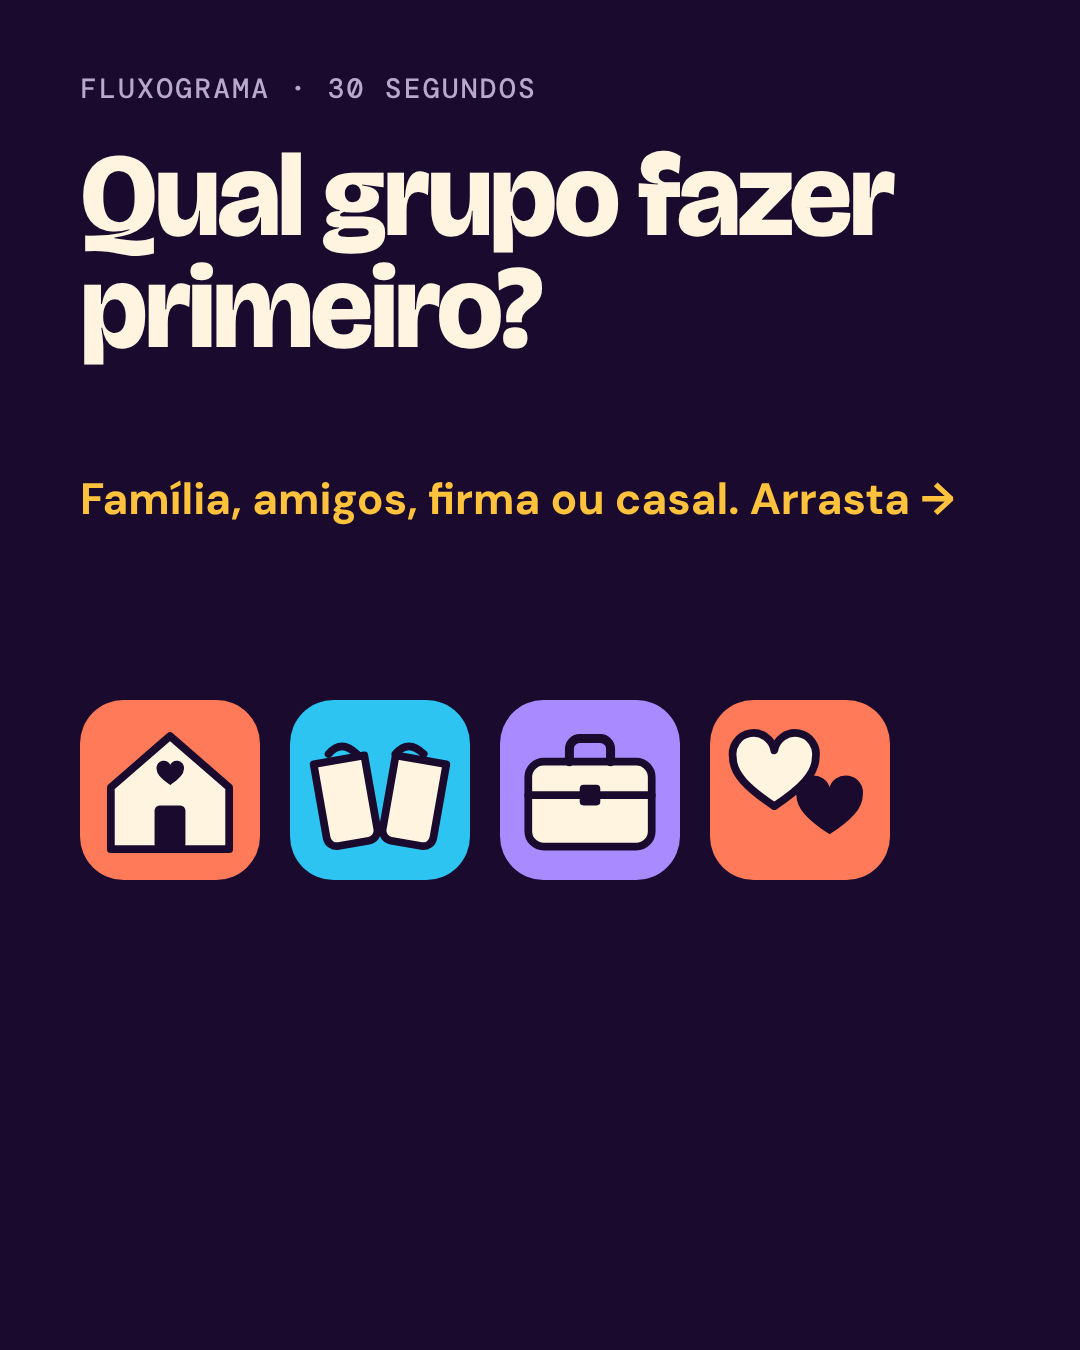 FLUXOGRAMA · 30 SEGUNDOS
Qual grupo fazer
primeiro?
Família, amigos, firma ou casal. Arrasta →